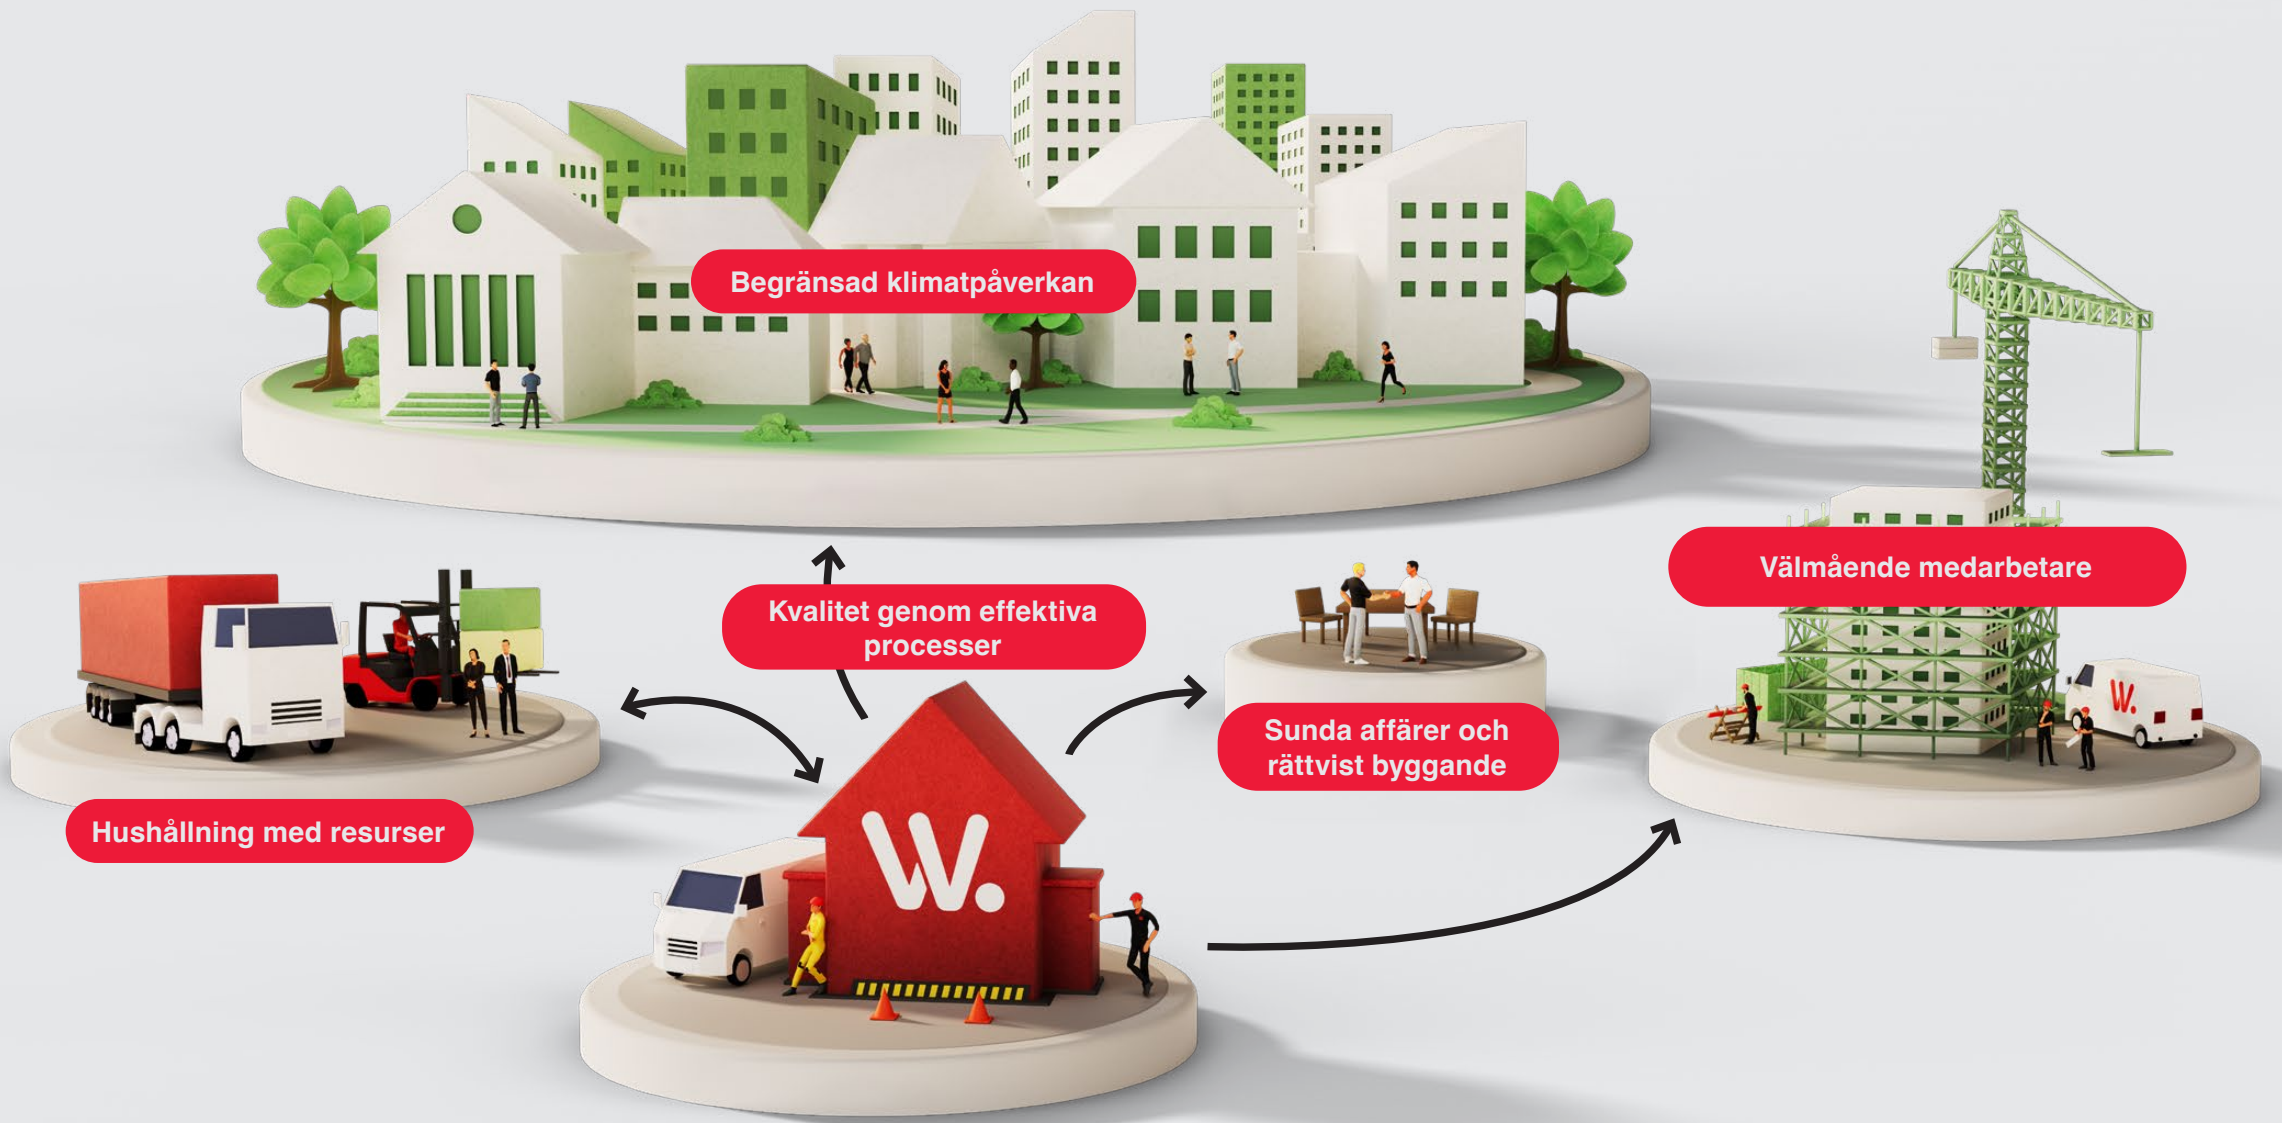 Begränsad klimatpåverkan
Kvalitet genom effektiva
processer
Välmående medarbetare
Sunda affärer och
rättvist byggande
Hushållning med resurser
W.
W.